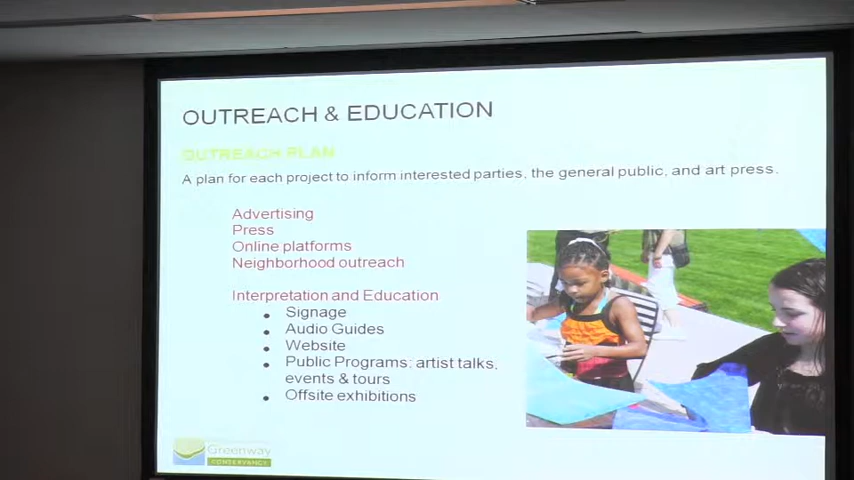 OUTREACH & EDUCATION
OUTREACH PLAN
A plan for each project to inform interested parties, the general public, and art press.
Advertising
Press
Online platforms
Neighborhood outreach
Interpretation and Education
• Signage
• Audio Guides
• Website
• Public Programs: artist talks,
events & tours
• Offsite exhibitions
Greenway
CONSERVANCY